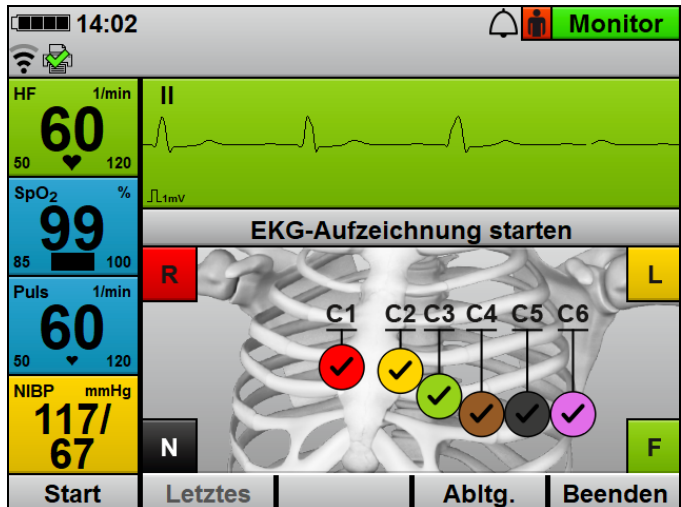 14:02
Monitor
HF 1/min
60
50 120
II
1mV
SpO2 %
99
85 100
EKG-Aufzeichnung starten
R
L
C1 C2 C3 C4 C5 C6
Puls 1/min
60
50 120
NIBP mmHg
117/
67
N
F
Start Letztes Abltg. Beenden